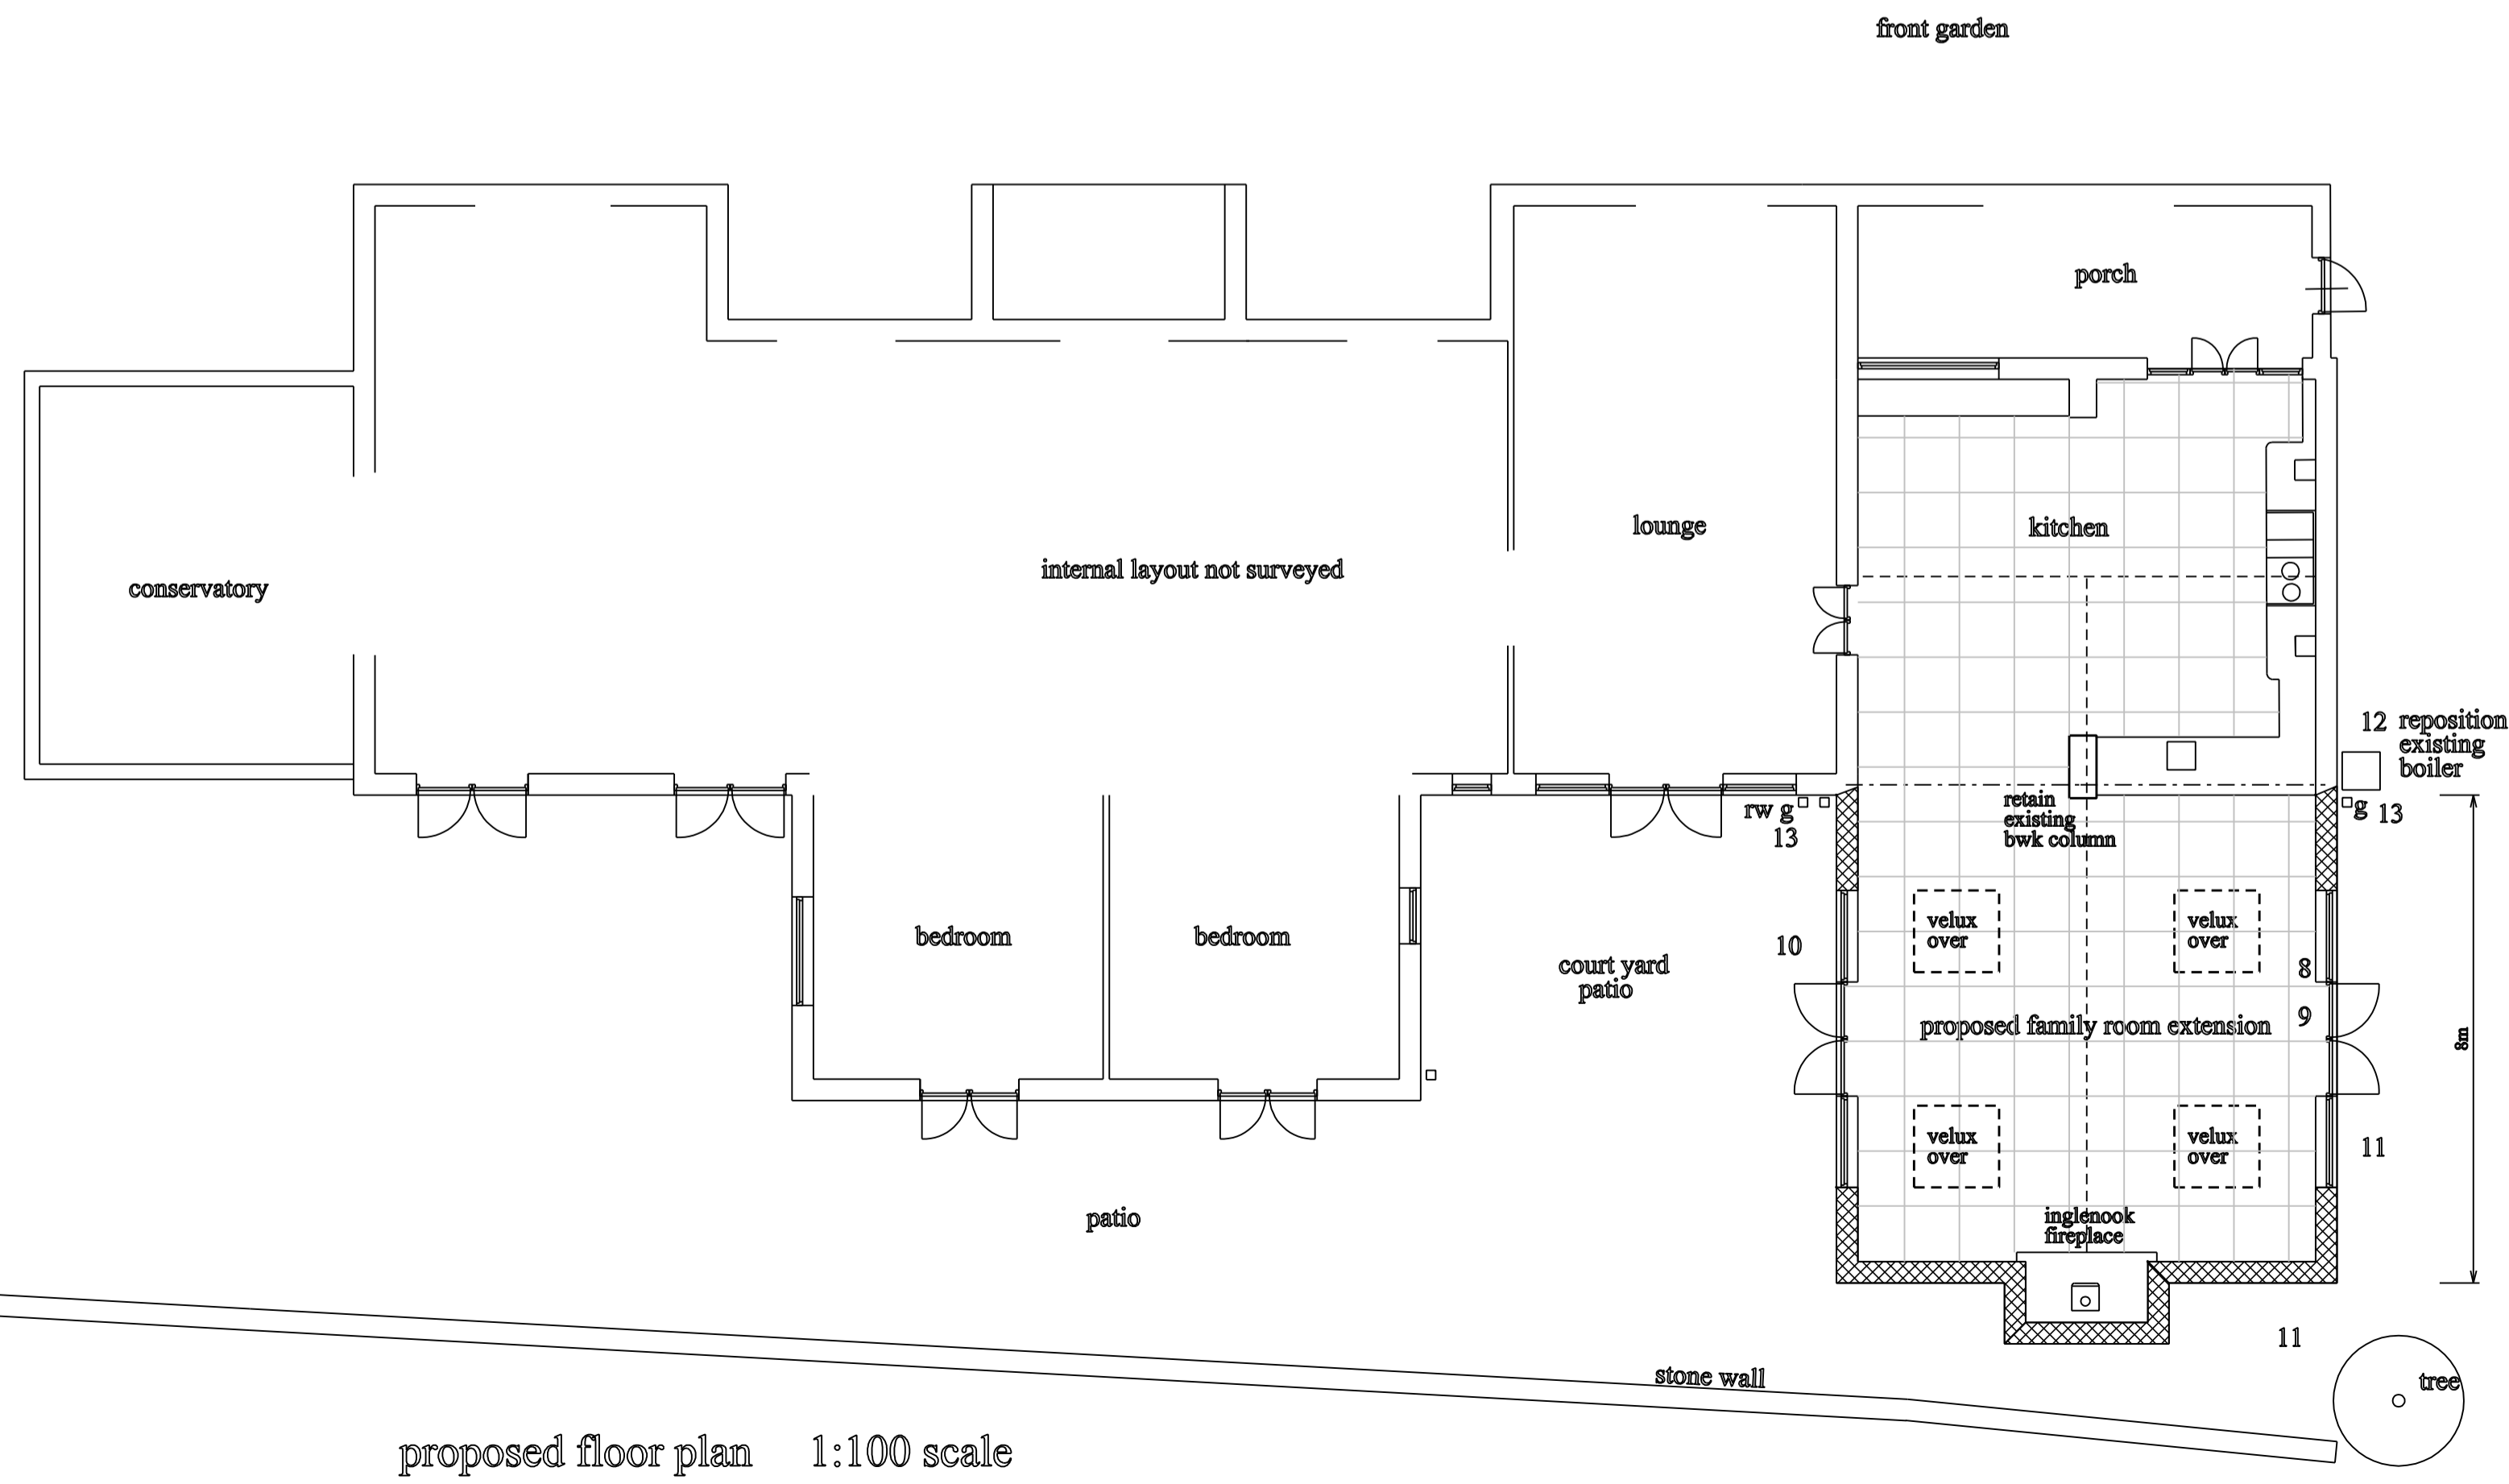 front garden
porch
lounge
kitchen
internal layout not surveyed
conservatory
12 reposition
existing
boiler
retain
existing
bwk column
rw g
13
g 13
velux
over
velux
over
bedroom
bedroom
10
court yard
patio
8
9
proposed family room extension
8m
velux
over
velux
over
11
patio
inglenook
fireplace
11
stone wall
tree
proposed floor plan 1:100 scale